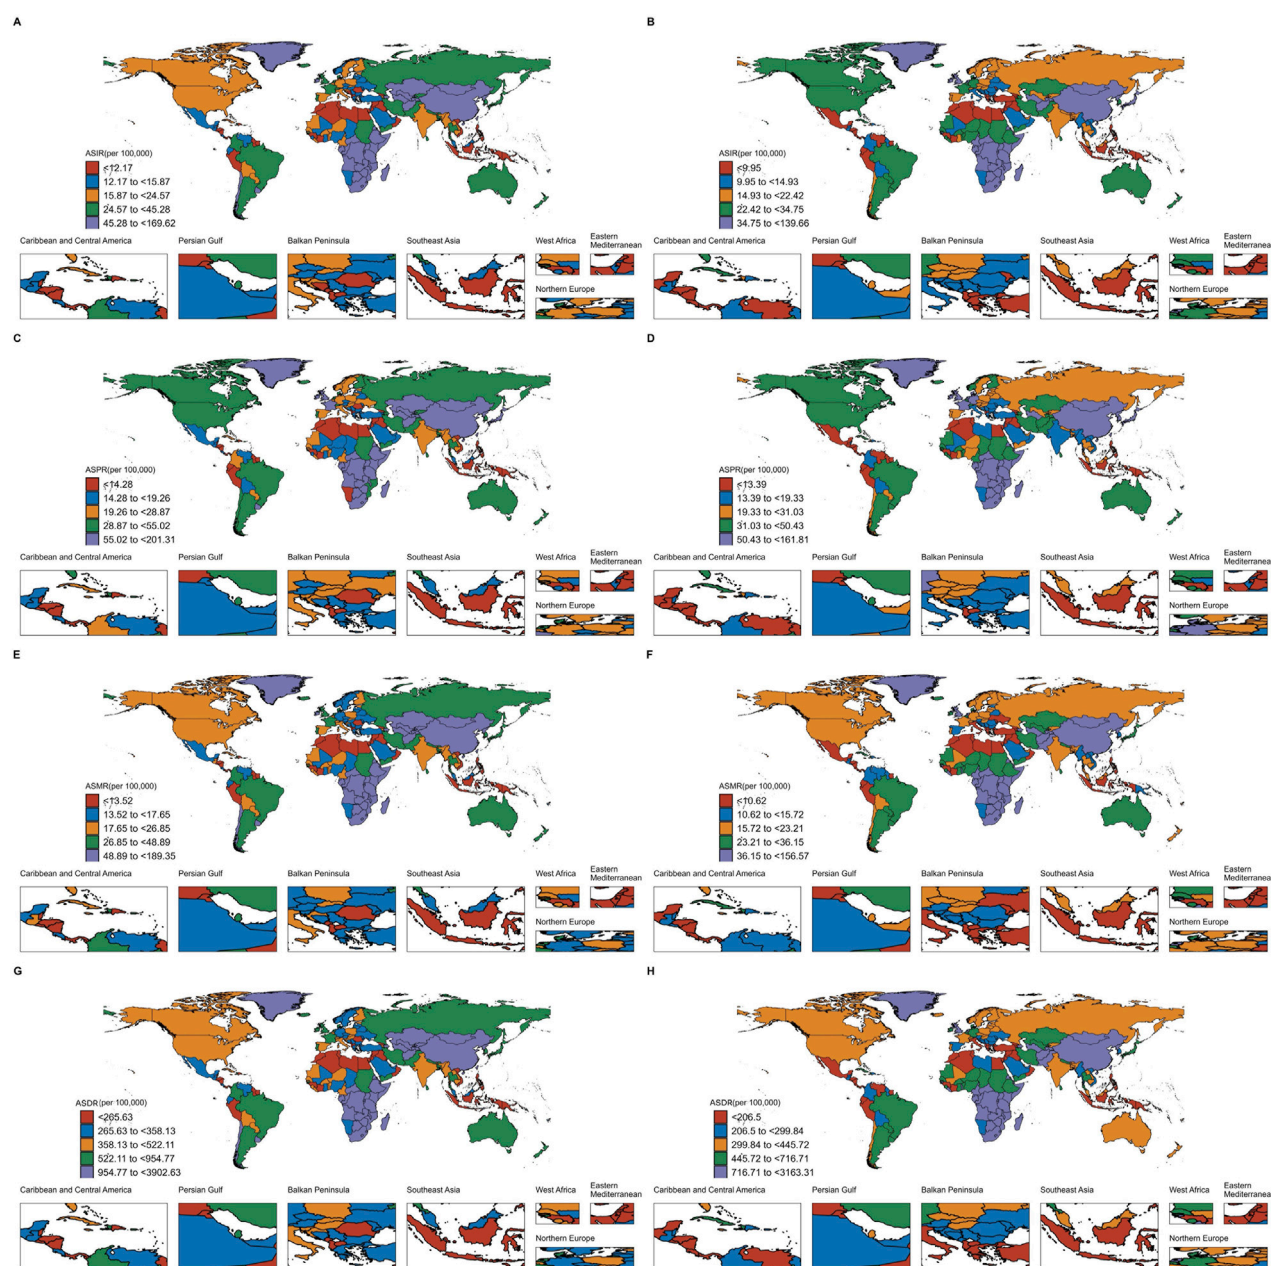 A
ASIR(per 100,000)
<12.17
12.17 to <15.87
15.87 to <24.57
24.57 to <45.28
45.28 to <169.62
Caribbean and Central America
Persian Gulf
Balkan Peninsula
Southeast Asia
West Africa
Eastern
Mediterranean
Northern Europe
B
ASIR(per 100,000)
<9.95
9.95 to <14.93
14.93 to <22.42
22.42 to <34.75
34.75 to <139.66
Caribbean and Central America
Persian Gulf
Balkan Peninsula
Southeast Asia
West Africa
Eastern
Mediterranean
Northern Europe
C
ASPR(per 100,000)
<14.28
14.28 to <19.26
19.26 to <28.87
28.87 to <55.02
55.02 to <201.31
Caribbean and Central America
Persian Gulf
Balkan Peninsula
Southeast Asia
West Africa
Eastern
Mediterranean
Northern Europe
D
ASPR(per 100,000)
<13.39
13.39 to <19.33
19.33 to <31.03
31.03 to <50.43
50.43 to <161.81
Caribbean and Central America
Persian Gulf
Balkan Peninsula
Southeast Asia
West Africa
Eastern
Mediterranean
Northern Europe
E
ASMR(per 100,000)
<13.52
13.52 to <17.65
17.65 to <26.85
26.85 to <48.89
48.89 to <189.35
Caribbean and Central America
Persian Gulf
Balkan Peninsula
Southeast Asia
West Africa
Eastern
Mediterranean
Northern Europe
F
ASMR(per 100,000)
<10.62
10.62 to <15.72
15.72 to <23.21
23.21 to <36.15
36.15 to <156.57
Caribbean and Central America
Persian Gulf
Balkan Peninsula
Southeast Asia
West Africa
Eastern
Mediterranean
Northern Europe
G
ASDR(per 100,000)
<265.63
265.63 to <358.13
358.13 to <522.11
522.11 to <954.77
954.77 to <3902.63
Caribbean and Central America
Persian Gulf
Balkan Peninsula
Southeast Asia
West Africa
Eastern
Mediterranean
Northern Europe
H
ASDR(per 100,000)
<206.5
206.5 to <299.84
299.84 to <445.72
445.72 to <716.71
716.71 to <3163.31
Caribbean and Central America
Persian Gulf
Balkan Peninsula
Southeast Asia
West Africa
Eastern
Mediterranean
Northern Europe